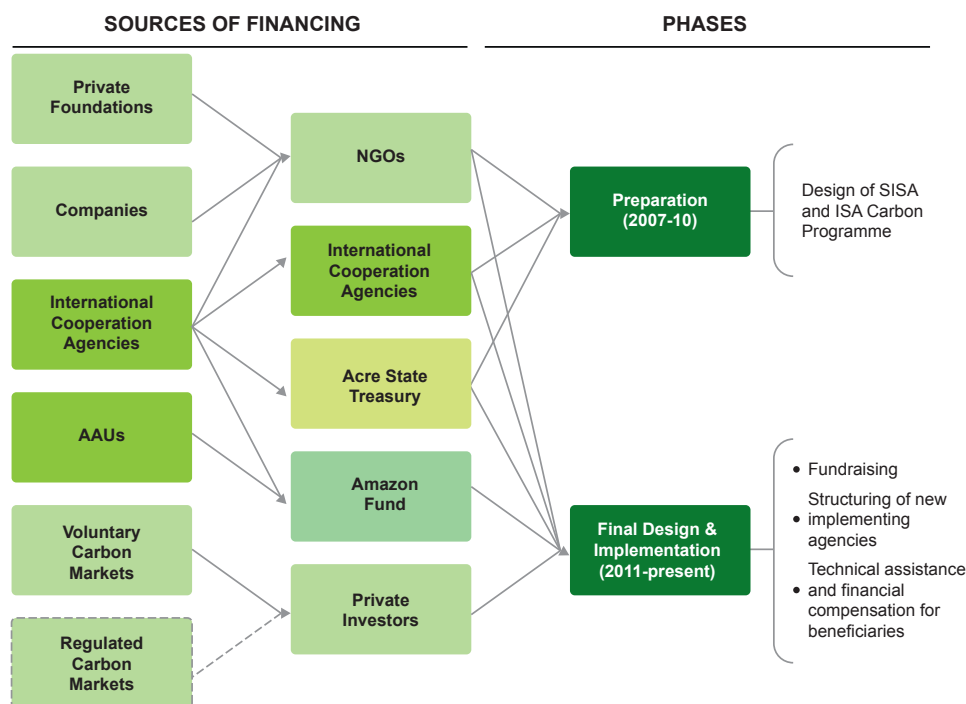 SOURCES OF FINANCING
PHASES
Private
Foundations
Companies
International
Cooperation
Agencies
AAUs
Voluntary
Carbon
Markets
Regulated
Carbon
Markets
NGOs
International
Cooperation
Agencies
Acre State
Treasury
Amazon
Fund
Private
Investors
Preparation
(2007-10)
Final Design &
Implementation
(2011-present)
Design of SISA
and ISA Carbon
Programme
• Fundraising
Structuring of new
• implementing
agencies
Technical assistance
• and financial
compensation for
beneficiaries